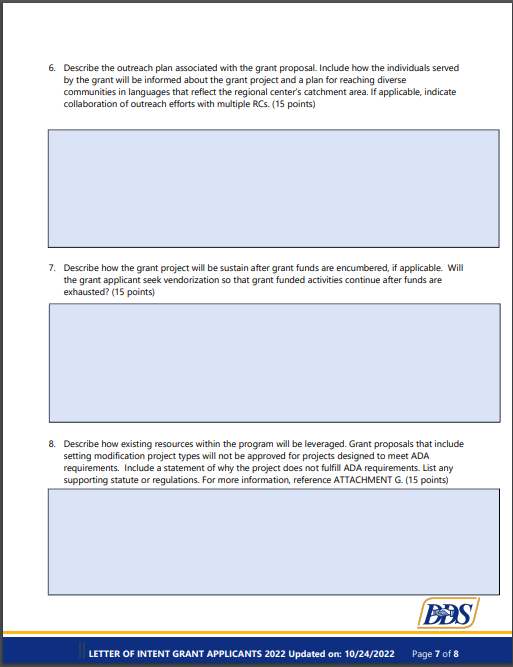 6. Describe the outreach plan associated with the grant proposal. Include how the individuals served
by the grant will be informed about the grant project and a plan for reaching diverse
communities in languages that reflect the regional center's catchment area. If applicable, indicate
collaboration of outreach efforts with multiple RCs. (15 points)
7. Describe how the grant project will be sustain after grant funds are encumbered, if applicable. Will
the grant applicant seek vendorization so that grant funded activities continue after funds are
exhausted? (15 points)
8. Describe how existing resources within the program will be leveraged. Grant proposals that include
setting modification project types will not be approved for projects designed to meet ADA
requirements. Include a statement of why the project does not fulfill ADA requirements. List any
supporting statute or regulations. For more information, reference ATTACHMENT G. (15 points)
DDS
LETTER OF INTENT GRANT APPLICANTS 2022 Updated on: 10/24/2022 Page 7 of 8